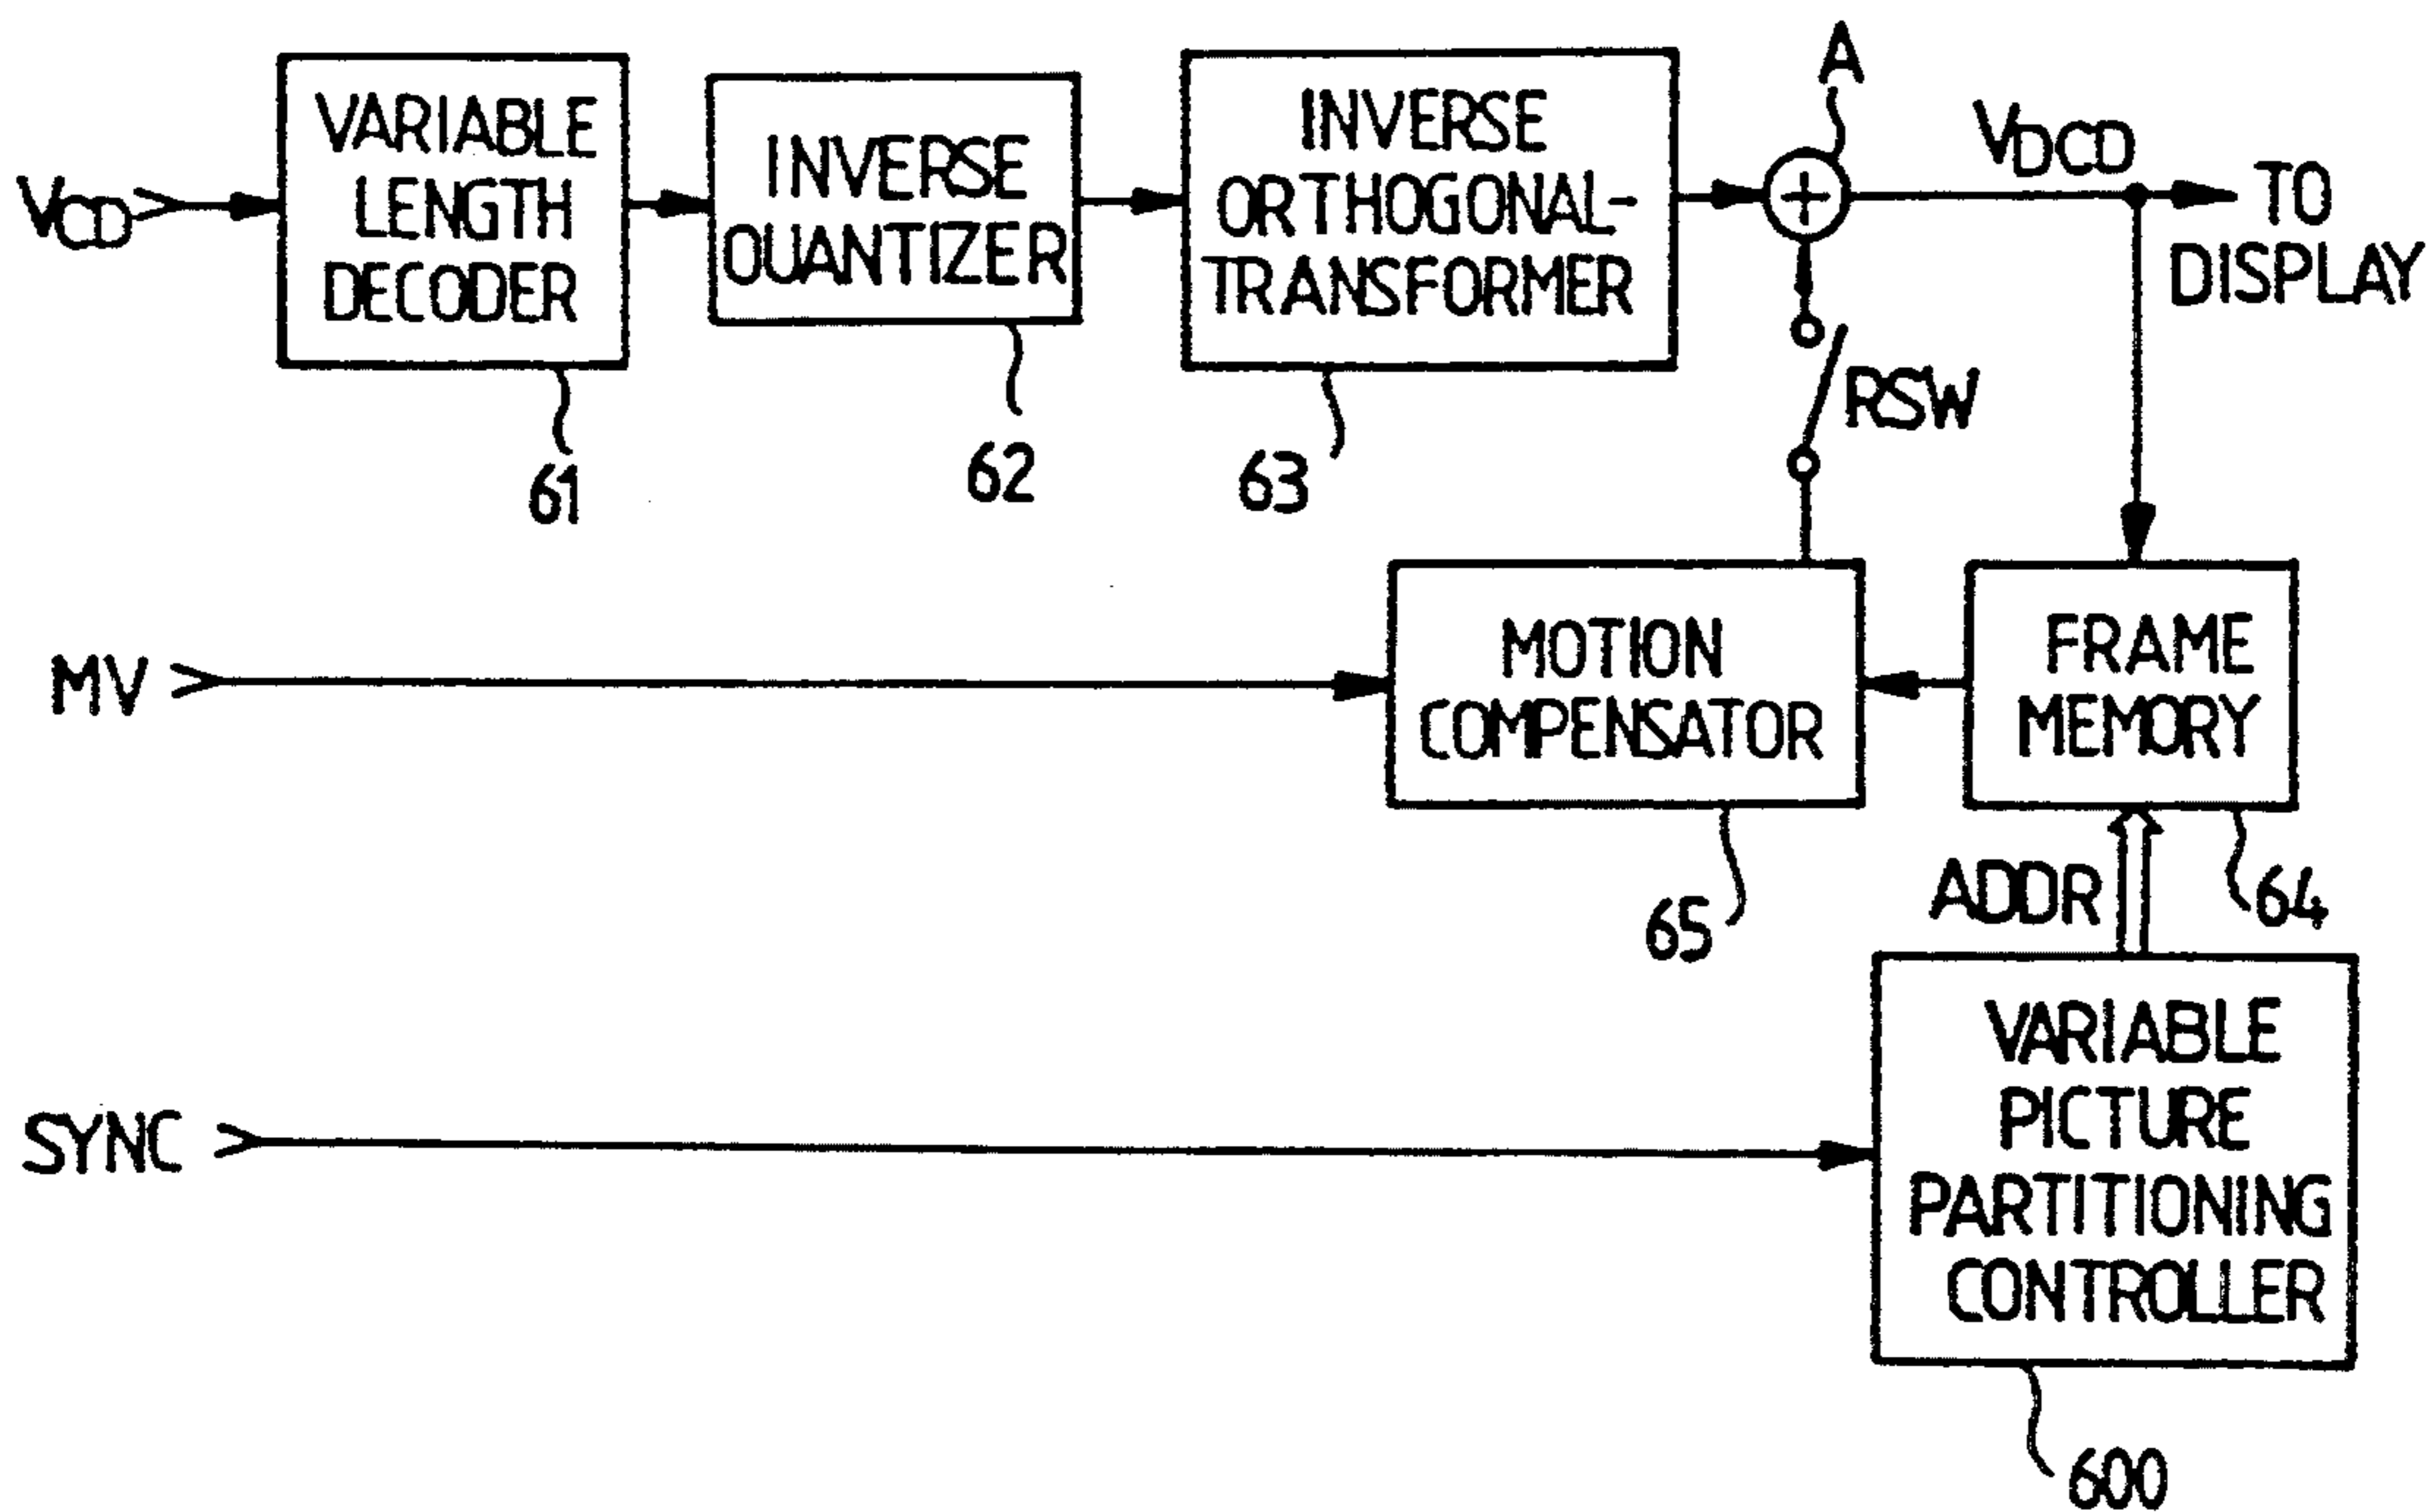 A
VCD
VARIABLE
LENGTH
DECODER
INVERSE
QUANTIZER
INVERSE
ORTHOGONAL-
TRANSFORMER
+
VDCD
TO
DISPLAY
61
62
63
RSW
MV
MOTION
COMPENSATOR
FRAME
MEMORY
65
ADDR
64
SYNC
VARIABLE
PICTURE
PARTITIONING
CONTROLLER
600